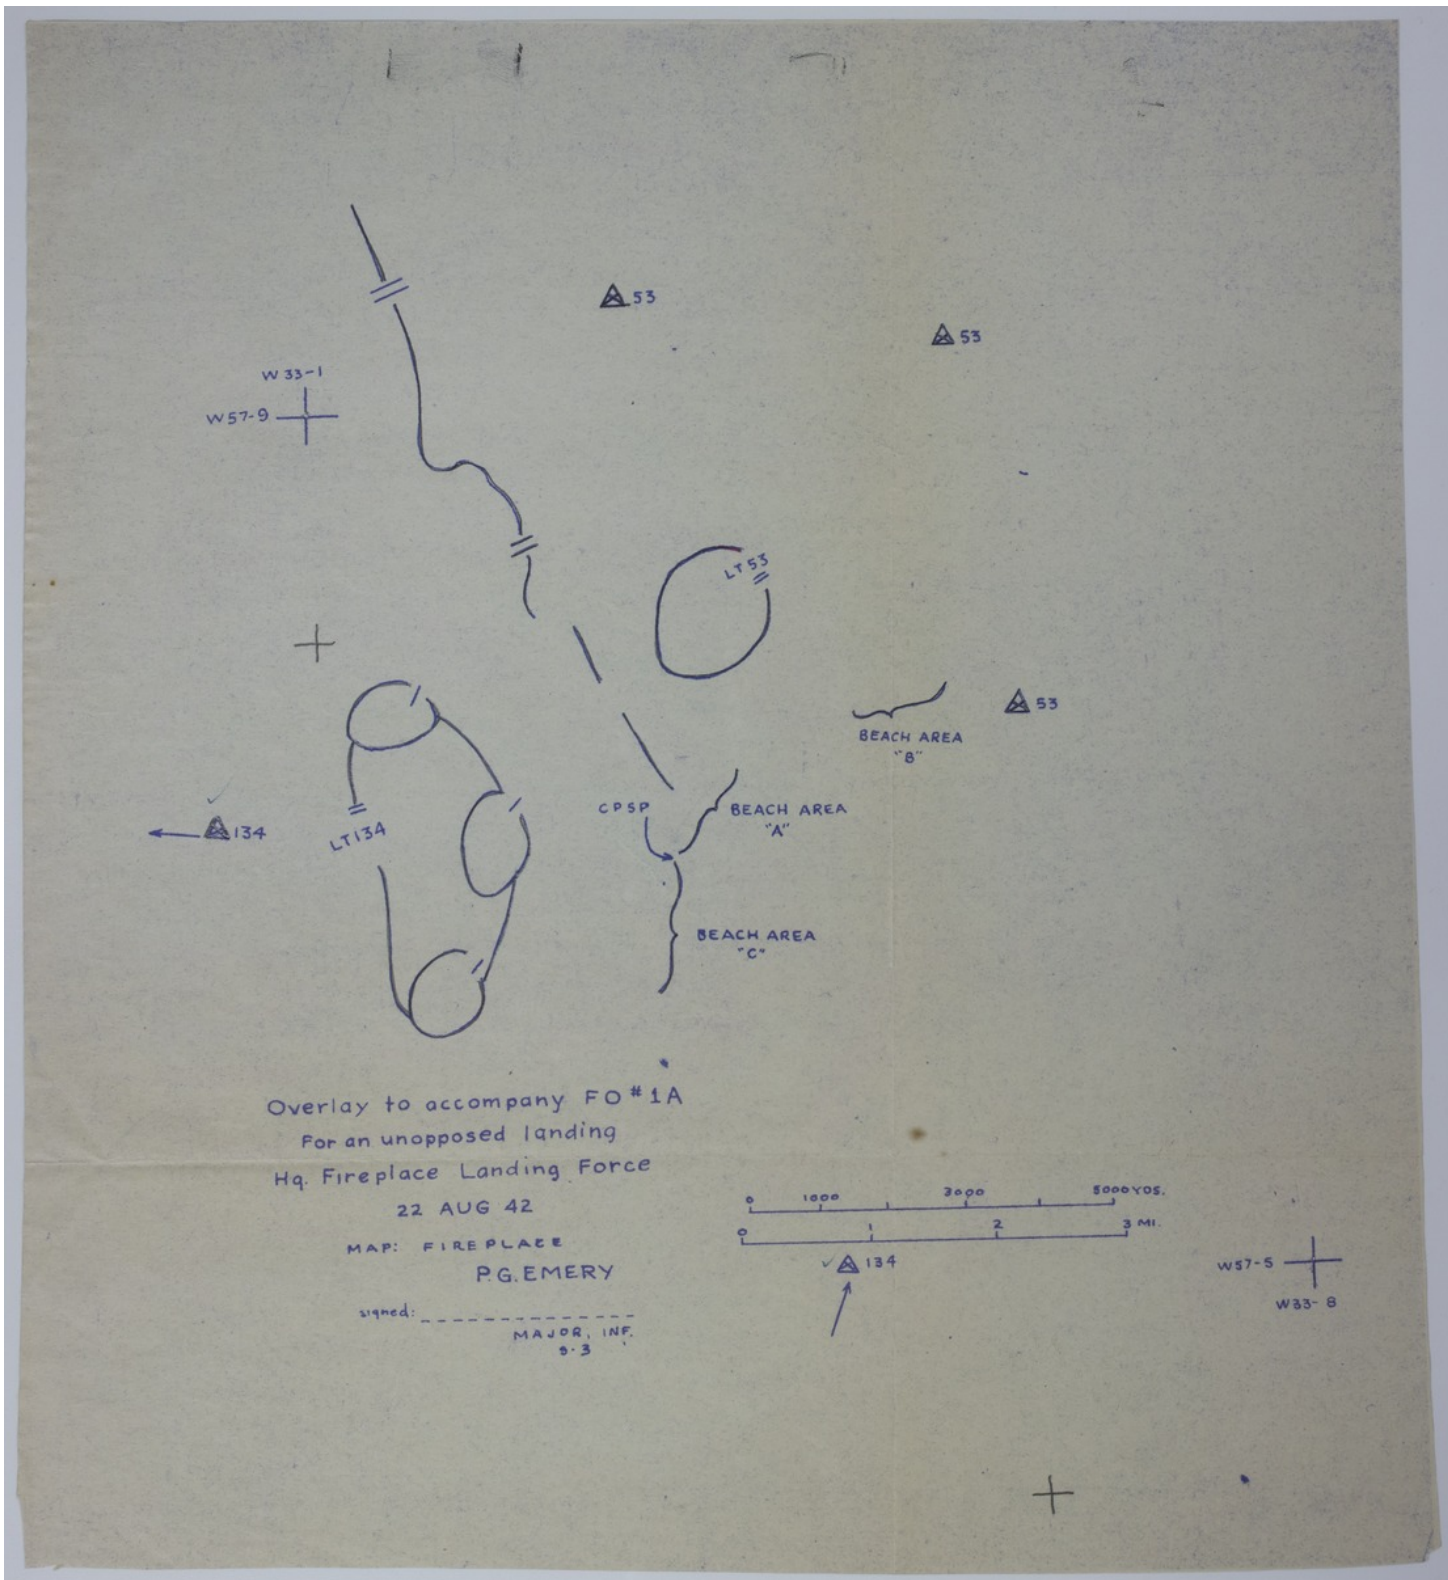 53
53
W33-1
W57-9
LT53
53
BEACH AREA
"B"
CPSP
BEACH AREA
"A"
134
LT134
BEACH AREA
"C"
Overlay to accompany FO #1A
For an unopposed landing
Hq. Fireplace Landing Force
22 AUG 42
MAP: FIREPLACE
P.G. EMERY
signed:
MAJOR, INF.
S-3
0 1000 3000 5000 YDS.
0 1 2 3 MI.
134
W57-5
W33-8